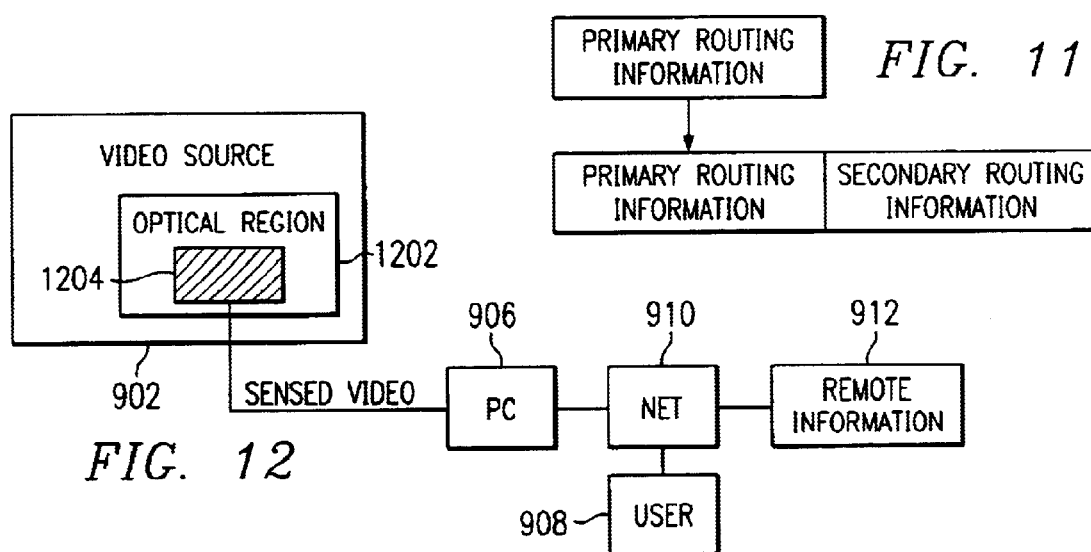 PRIMARY ROUTING
INFORMATION
FIG. 11
PRIMARY ROUTING
INFORMATION
SECONDARY ROUTING
INFORMATION
VIDEO SOURCE
OPTICAL REGION
1204
1202
902
SENSED VIDEO
906
PC
910
NET
912
REMOTE
INFORMATION
908
USER
FIG. 12